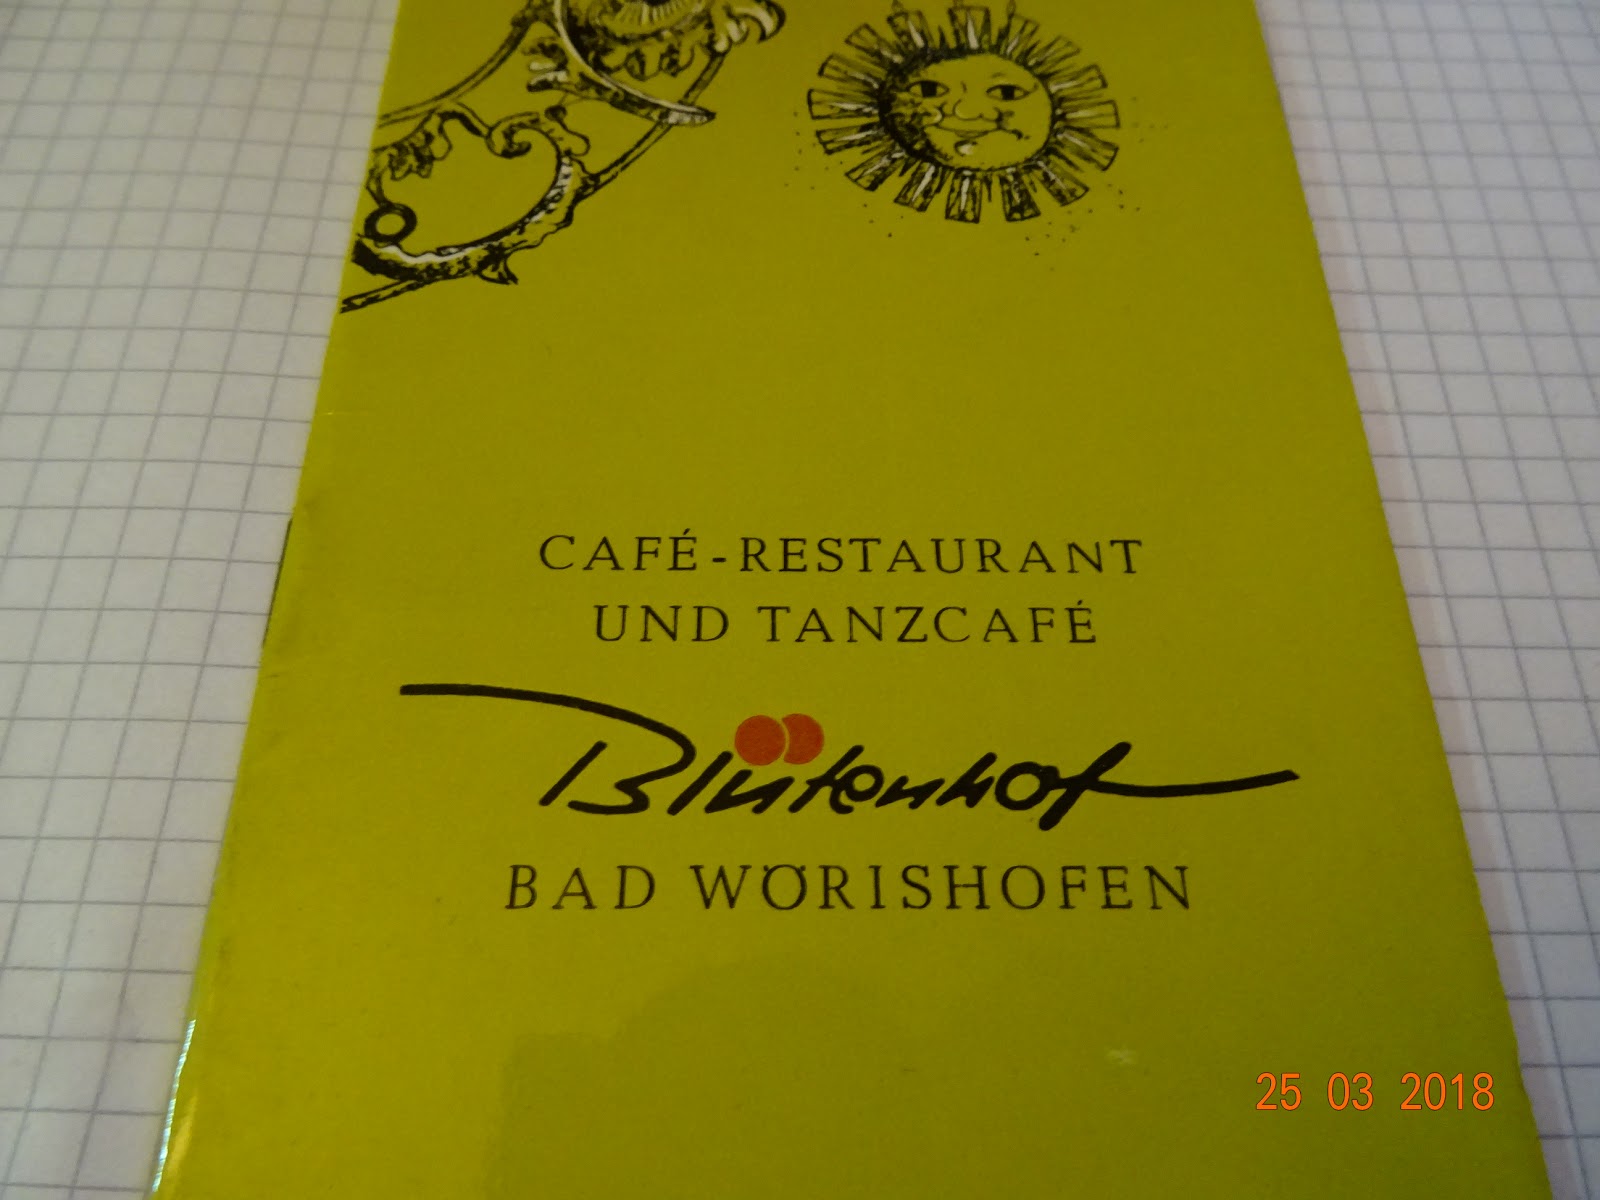 CAFÉ-RESTAURANT
UND TANZCAFÉ
Blütenhof
BAD WÖRISHOFEN
25 03 2018